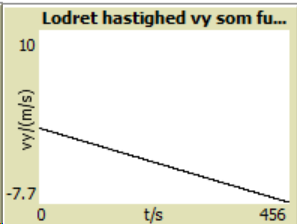 Lodret hastighed vy som fu...
10
vy/(m/s)
-7.7
0 t/s 456